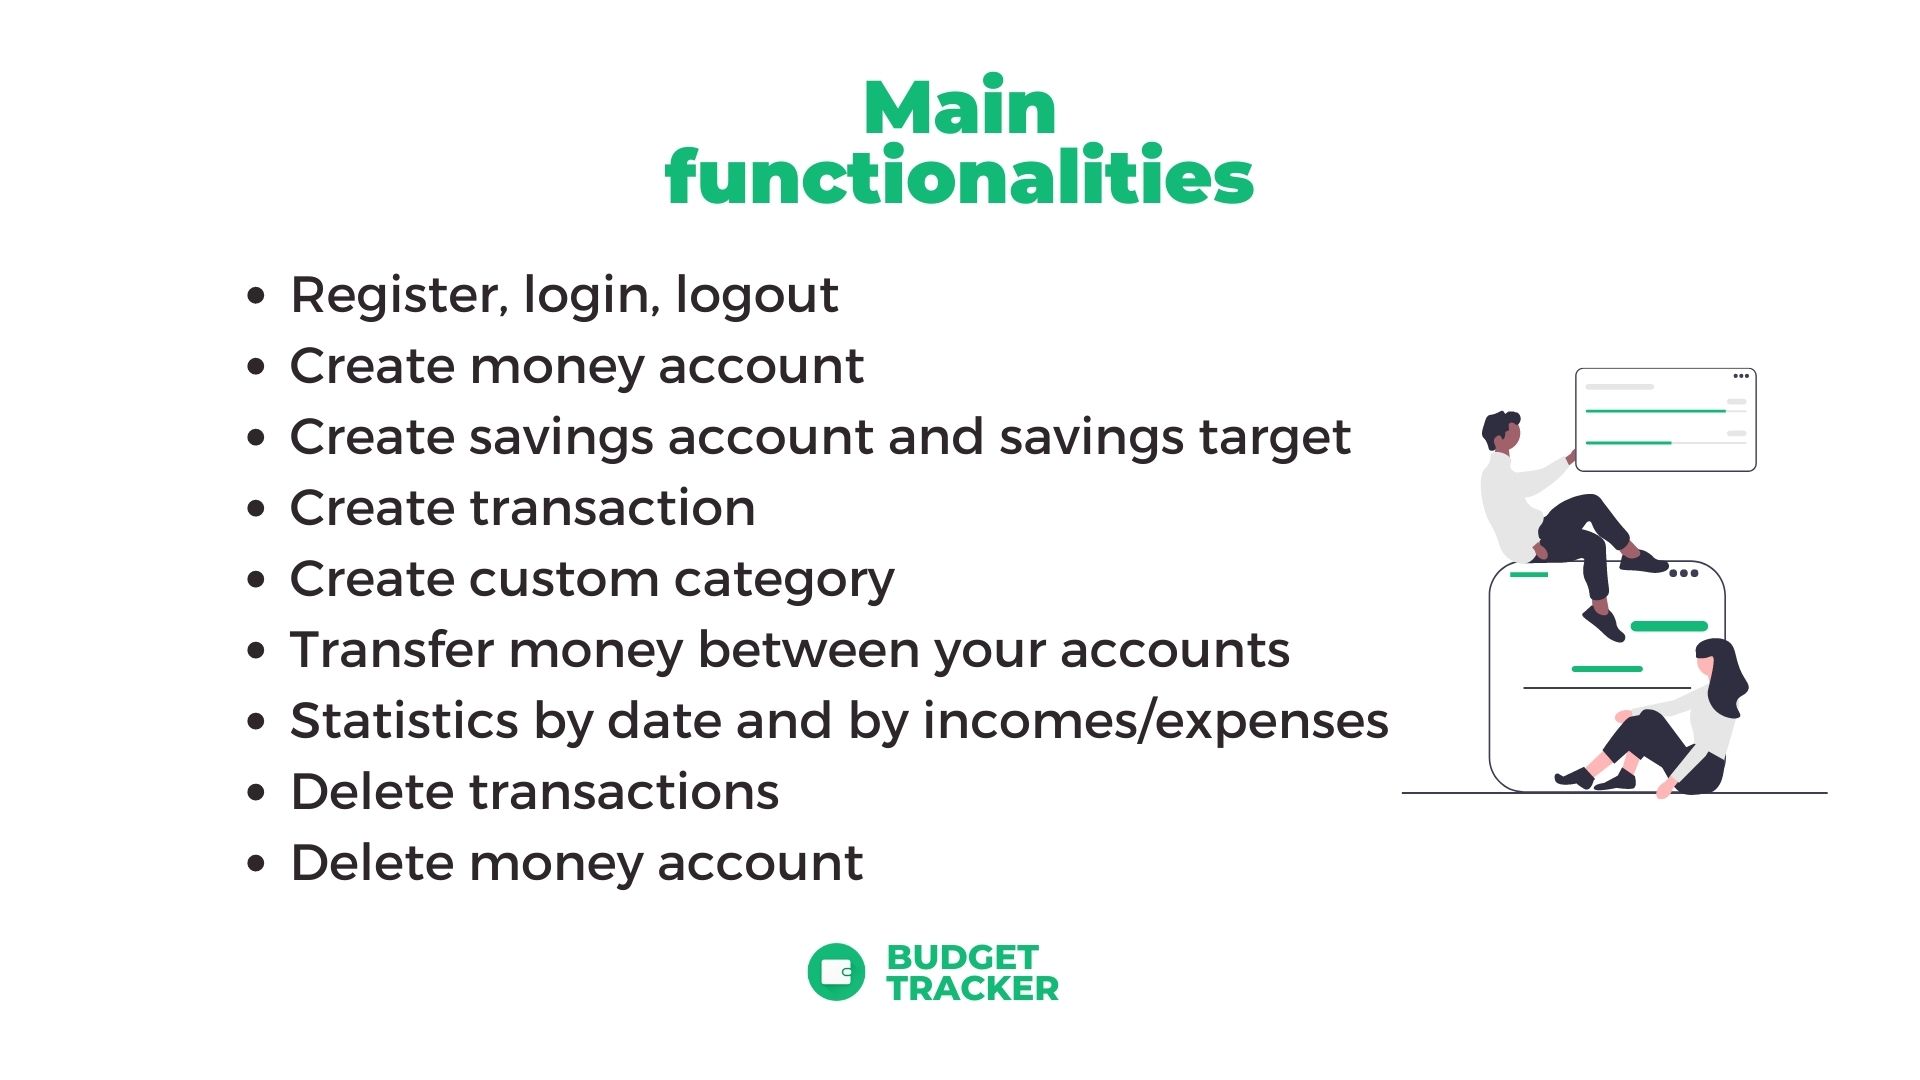 Main
functionalities
• Register, login, logout
• Create money account
• Create savings account and savings target
• Create transaction
• Create custom category
• Transfer money between your accounts
• Statistics by date and by incomes/expenses
• Delete transactions
• Delete money account
BUDGET
TRACKER